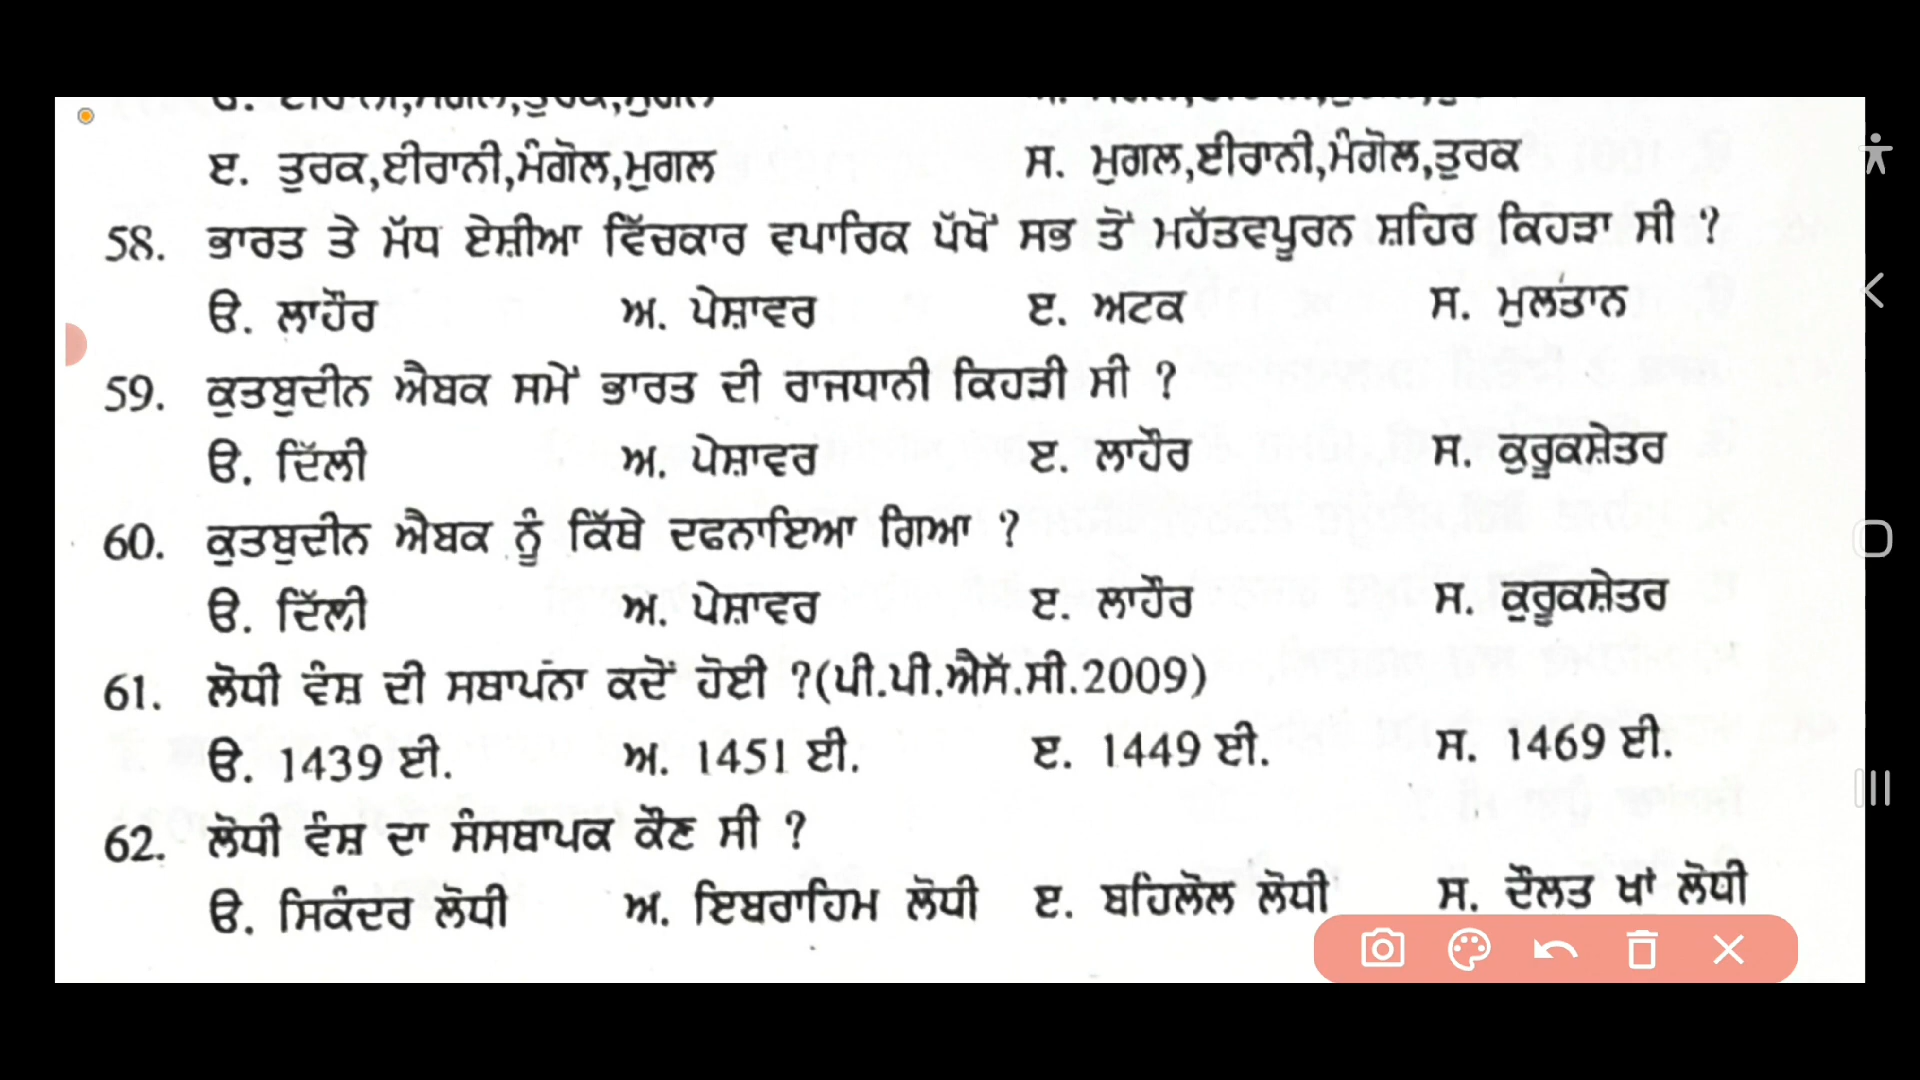 ੲ. ਤੁਰਕ,ਈਰਾਨੀ,ਮੰਗੋਲ,ਮੁਗਲ ਸ. ਮੁਗਲ,ਈਰਾਨੀ,ਮੰਗੋਲ,ਤੁਰਕ
58. ਭਾਰਤ ਤੇ ਮੱਧ ਏਸ਼ੀਆ ਵਿੱਚਕਾਰ ਵਪਾਰਿਕ ਪੱਖੋਂ ਸਭ ਤੋਂ ਮਹੱਤਵਪੂਰਨ ਸ਼ਹਿਰ ਕਿਹੜਾ ਸੀ ?
ੳ. ਲਾਹੌਰ ਅ. ਪੇਸ਼ਾਵਰ ੲ. ਅਟਕ ਸ. ਮੁਲਤਾਨ
59. ਕੁਤਬੁਦੀਨ ਐਬਕ ਸਮੇਂ ਭਾਰਤ ਦੀ ਰਾਜਧਾਨੀ ਕਿਹੜੀ ਸੀ ?
ੳ. ਦਿੱਲੀ ਅ. ਪੇਸ਼ਾਵਰ ੲ. ਲਾਹੌਰ ਸ. ਕੁਰੂਕਸ਼ੇਤਰ
60. ਕੁਤਬੁਦੀਨ ਐਬਕ ਨੂੰ ਕਿੱਥੇ ਦਫਨਾਇਆ ਗਿਆ ?
ੳ. ਦਿੱਲੀ ਅ. ਪੇਸ਼ਾਵਰ ੲ. ਲਾਹੌਰ ਸ. ਕੁਰੂਕਸ਼ੇਤਰ
61. ਲੋਧੀ ਵੰਸ਼ ਦੀ ਸਥਾਪਨਾ ਕਦੋਂ ਹੋਈ ?(ਪੀ.ਪੀ.ਐਸੱ.ਸੀ.2009)
ੳ. 1439 ਈ. ਅ. 1451 ਈ. ੲ. 1449 ਈ. ਸ. 1469 ਈ.
62. ਲੋਧੀ ਵੰਸ਼ ਦਾ ਸੰਸਥਾਪਕ ਕੌਣ ਸੀ ?
ੳ. ਸਿਕੰਦਰ ਲੋਧੀ ਅ. ਇਬਰਾਹਿਮ ਲੋਧੀ ੲ. ਬਹਿਲੋਲ ਲੋਧੀ ਸ. ਦੌਲਤ ਖਾਂ ਲੋਧੀ